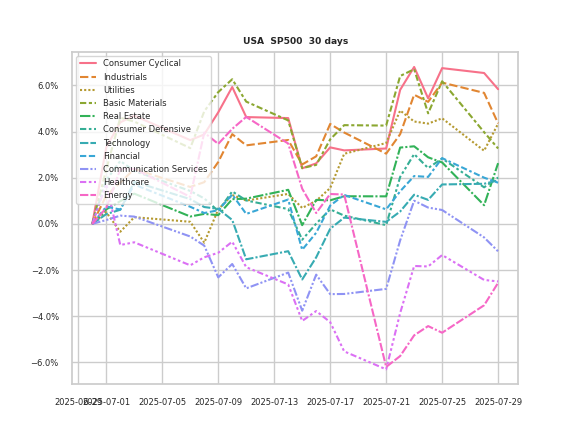 USA  SP500  30 days
6.0%
4.0%
2.0%
0.0%
−2.0%
−4.0%
−6.0%
Consumer Cyclical
Industrials
Utilities
Basic Materials
Real Estate
Consumer Defensive
Technology
Financial
Communication Services
Healthcare
Energy
2025-07-01 2025-07-05 2025-07-09 2025-07-13 2025-07-17 2025-07-21 2025-07-25 2025-07-29